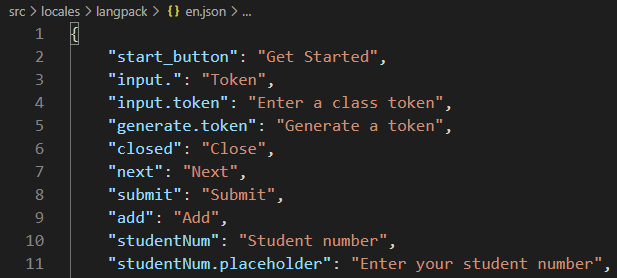 src > locales > langpack > {} en.json > ...
1 {
2 "start_button": "Get Started",
3 "input.": "Token",
4 "input.token": "Enter a class token",
5 "generate.token": "Generate a token",
6 "closed": "Close",
7 "next": "Next",
8 "submit": "Submit",
9 "add": "Add",
10 "studentNum": "Student number",
11 "studentNum.placeholder": "Enter your student number",